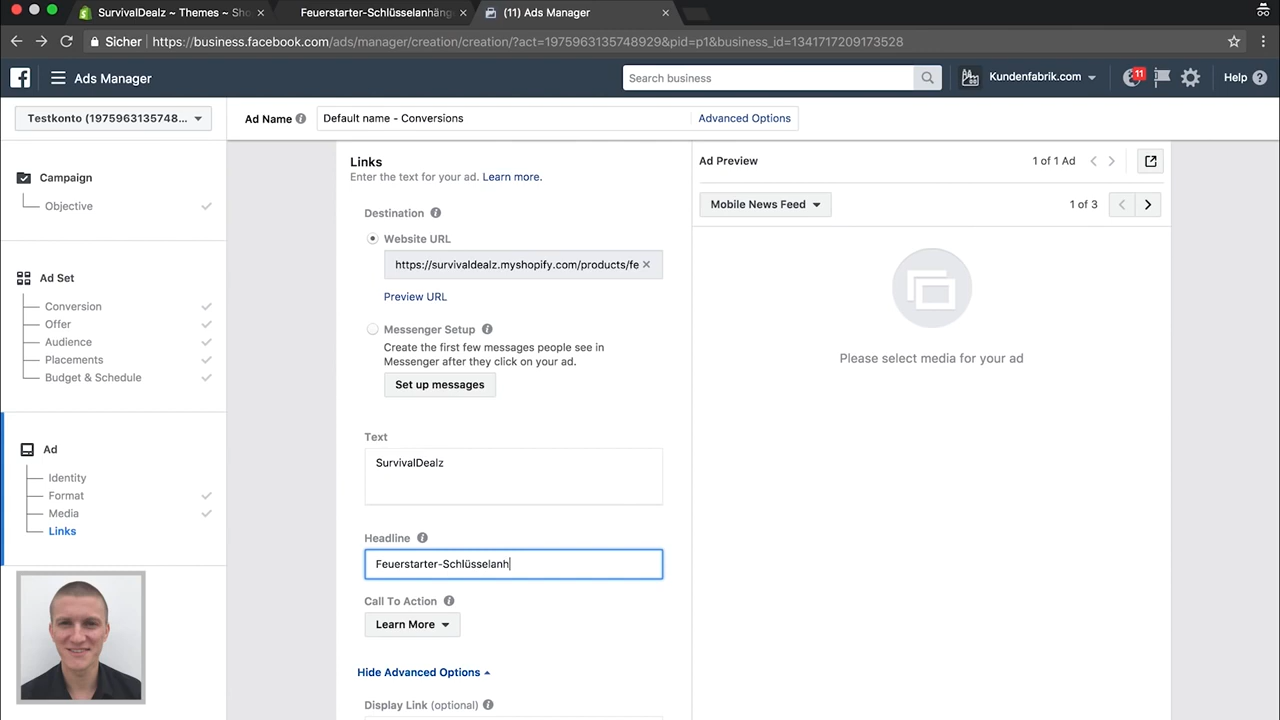 SurvivalDealz ~ Themes ~ Sho
Feuerstarter-Schlüsselanhäng
(11) Ads Manager
Sicher
https://business.facebook.com/ads/manager/creation/creation/?act=1975963135748929&pid=p1&business_id=1341717209173528
Ads Manager
Search business
Kundenfabrik.com
11
Help
Testkonto (1975963135748...
Ad Name
Default name - Conversions
Advanced Options
Campaign
Objective
Ad Set
Conversion
Offer
Audience
Placements
Budget & Schedule
Ad
Identity
Format
Media
Links
Links
Enter the text for your ad. Learn more.
Destination
Website URL
https://survivaldealz.myshopify.com/products/fe
Preview URL
Messenger Setup
Create the first few messages people see in
Messenger after they click on your ad.
Set up messages
Text
SurvivalDealz
Headline
Feuerstarter-Schlüsselanh
Call To Action
Learn More
Hide Advanced Options
Display Link (optional)
Ad Preview
1 of 1 Ad
Mobile News Feed
1 of 3
Please select media for your ad